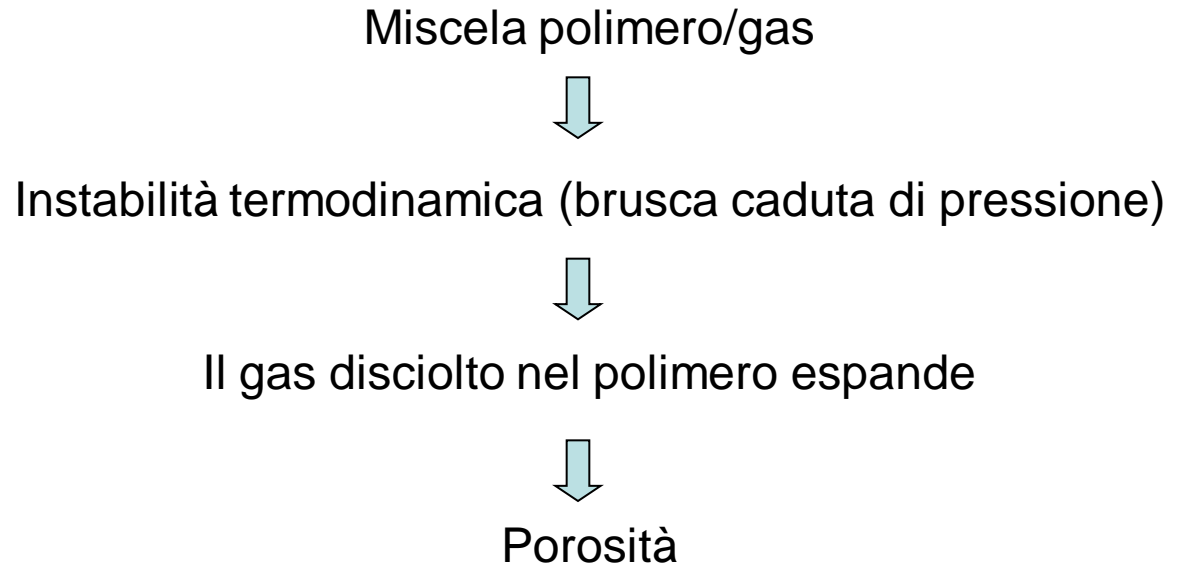 Miscela polimero/gas
Instabilità termodinamica (brusca caduta di pressione)
Il gas disciolto nel polimero espande
Porosità